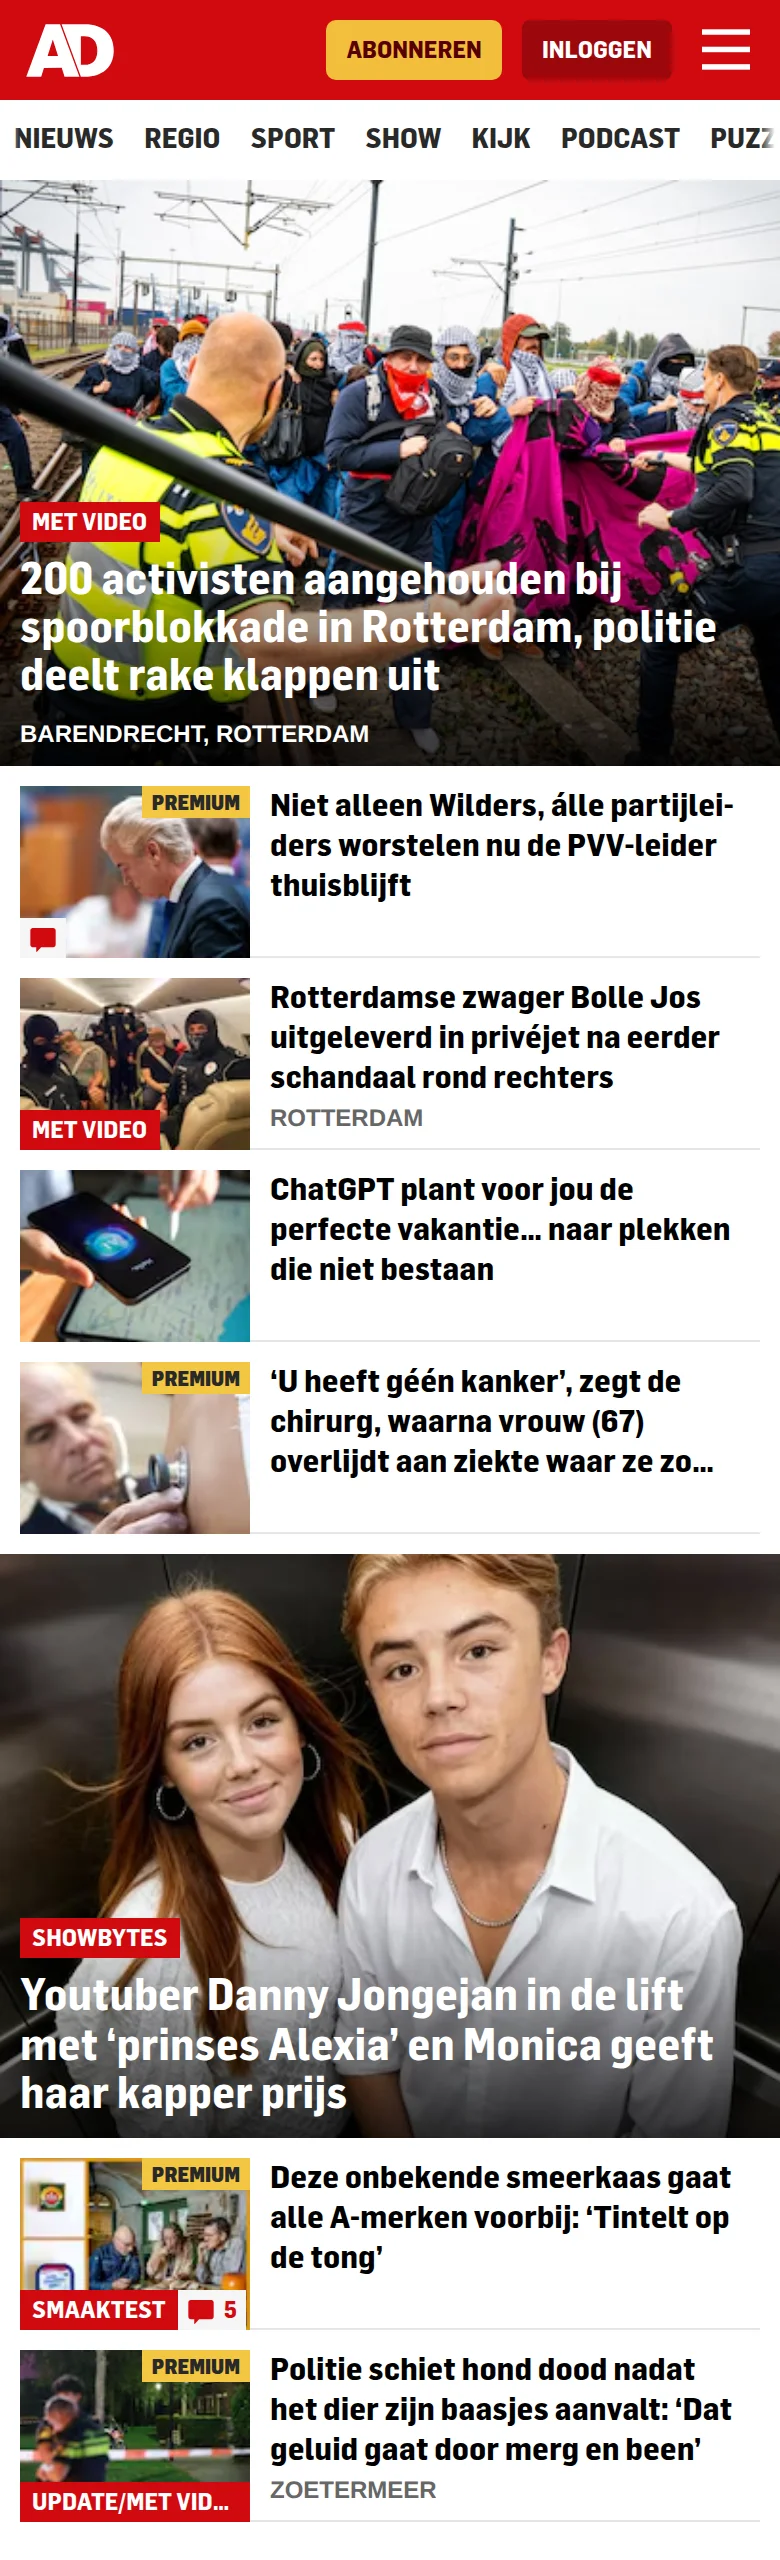 AD
ABONNEREN
INLOGGEN
NIEUWS REGIO SPORT SHOW KIJK PODCAST PUZZ
MET VIDEO
200 activisten aangehouden bij
spoorblokkade in Rotterdam, politie
deelt rake klappen uit
BARENDRECHT, ROTTERDAM
PREMIUM
Niet alleen Wilders, álle partijlei-
ders worstelen nu de PVV-leider
thuisblijft
Rotterdamse zwager Bolle Jos
uitgeleverd in privéjet na eerder
schandaal rond rechters
ROTTERDAM
MET VIDEO
ChatGPT plant voor jou de
perfecte vakantie... naar plekken
die niet bestaan
PREMIUM
‘U heeft géén kanker’, zegt de
chirurg, waarna vrouw (67)
overlijdt aan ziekte waar ze zo...
SHOWBYTES
Youtuber Danny Jongejan in de lift
met ‘prinses Alexia’ en Monica geeft
haar kapper prijs
PREMIUM
Deze onbekende smeerkaas gaat
alle A-merken voorbij: ‘Tintelt op
de tong’
SMAAKTEST
5
PREMIUM
Politie schiet hond dood nadat
het dier zijn baasjes aanvalt: ‘Dat
geluid gaat door merg en been’
ZOETERMEER
UPDATE/MET VID...